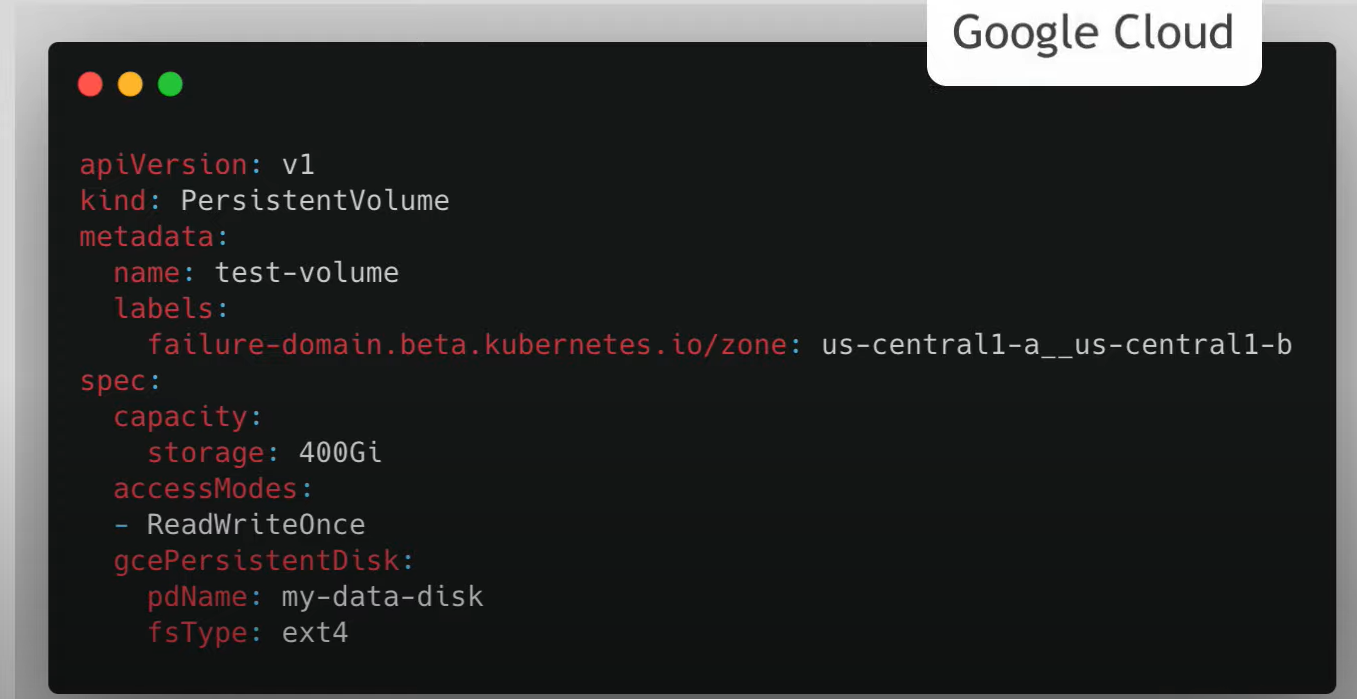 Google Cloud
apiVersion: v1
kind: PersistentVolume
metadata:
  name: test-volume
  labels:
    failure-domain.beta.kubernetes.io/zone: us-central1-a__us-central1-b
spec:
  capacity:
    storage: 400Gi
  accessModes:
  - ReadWriteOnce
  gcePersistentDisk:
    pdName: my-data-disk
    fsType: ext4